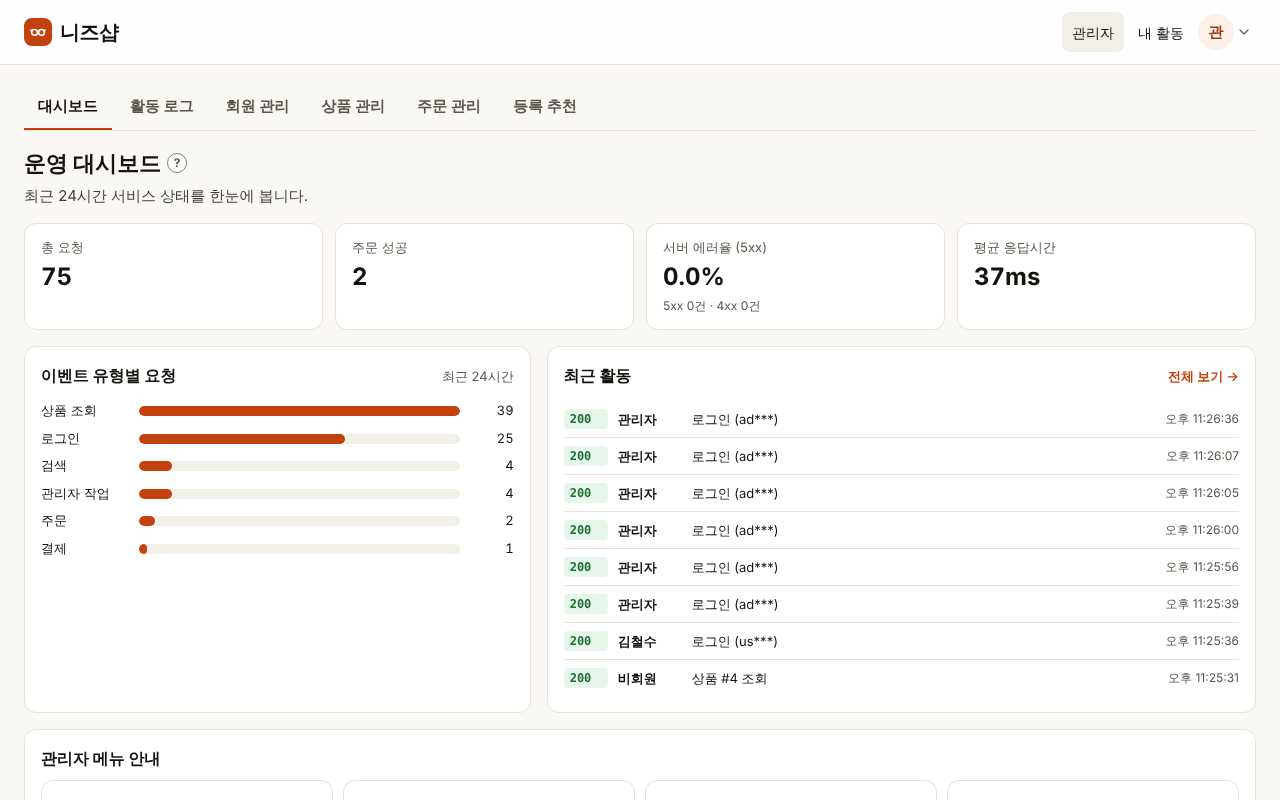 니즈샵
관리자
내 활동
관
대시보드
활동 로그
회원 관리
상품 관리
주문 관리
등록 추천
운영 대시보드 ?
최근 24시간 서비스 상태를 한눈에 봅니다.
총 요청
75
주문 성공
2
서버 에러율 (5xx)
0.0%
5xx 0건 · 4xx 0건
평균 응답시간
37ms
이벤트 유형별 요청
최근 24시간
상품 조회 39
로그인 25
검색 4
관리자 작업 4
주문 2
결제 1
최근 활동
전체 보기 →
200 관리자 로그인 (ad***) 오후 11:26:36
200 관리자 로그인 (ad***) 오후 11:26:07
200 관리자 로그인 (ad***) 오후 11:26:05
200 관리자 로그인 (ad***) 오후 11:26:00
200 관리자 로그인 (ad***) 오후 11:25:56
200 관리자 로그인 (ad***) 오후 11:25:39
200 김철수 로그인 (us***) 오후 11:25:36
200 비회원 상품 #4 조회 오후 11:25:31
관리자 메뉴 안내